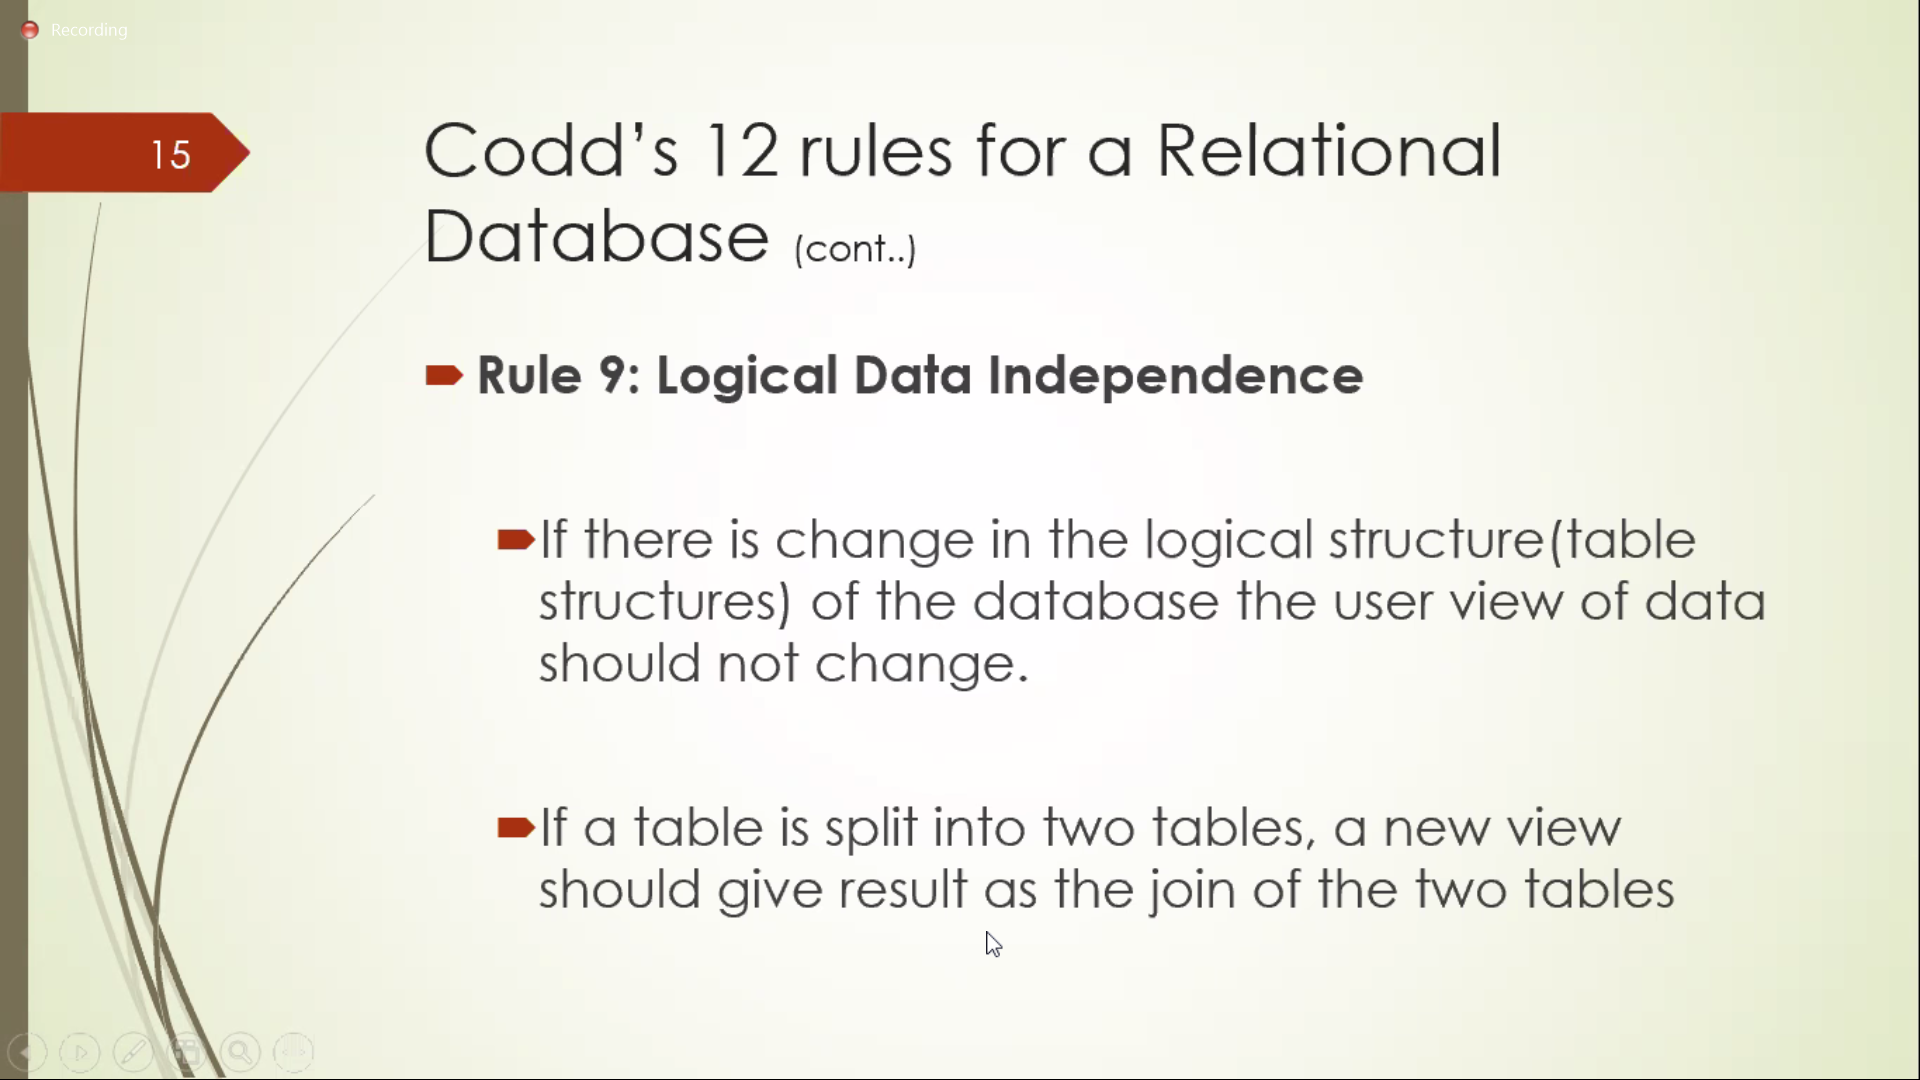 Recording
15
Codd’s 12 rules for a Relational
Database (cont..)
Rule 9: Logical Data Independence
If there is change in the logical structure(table
structures) of the database the user view of data
should not change.
If a table is split into two tables, a new view
should give result as the join of the two tables